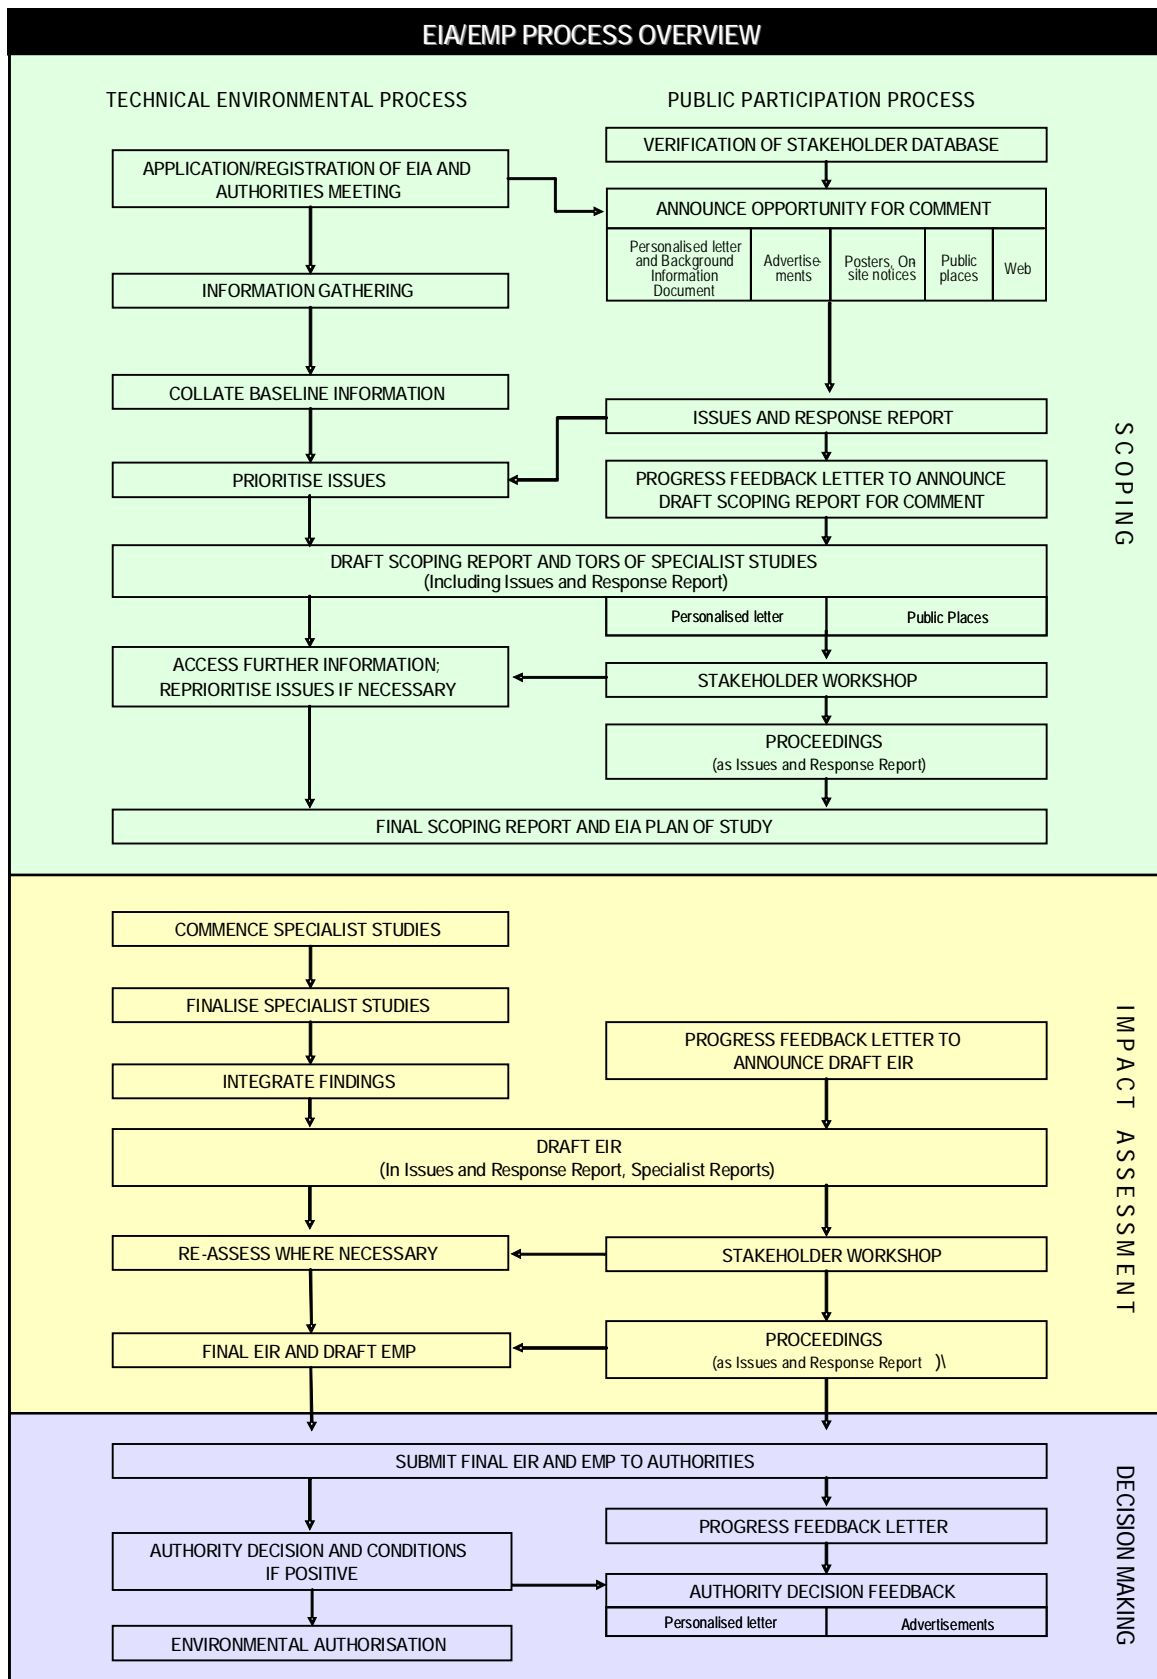 EIA/EMP PROCESS OVERVIEW
TECHNICAL ENVIRONMENTAL PROCESS
PUBLIC PARTICIPATION PROCESS
VERIFICATION OF STAKEHOLDER DATABASE
APPLICATION/REGISTRATION OF EIA AND
AUTHORITIES MEETING
ANNOUNCE OPPORTUNITY FOR COMMENT
Personalised letter
and Background
Information
Document
Advertise-
ments
Posters, On-
site notices
Public
places
Web
INFORMATION GATHERING
COLLATE BASELINE INFORMATION
ISSUES AND RESPONSE REPORT
PRIORITISE ISSUES
PROGRESS FEEDBACK LETTER TO ANNOUNCE
DRAFT SCOPING REPORT FOR COMMENT
DRAFT SCOPING REPORT AND TORS OF SPECIALIST STUDIES
(Including Issues and Response Report)
Personalised letter
Public Places
ACCESS FURTHER INFORMATION;
REPRIORITISE ISSUES IF NECESSARY
STAKEHOLDER WORKSHOP
PROCEEDINGS
(as Issues and Response Report)
FINAL SCOPING REPORT AND EIA PLAN OF STUDY
SCOPING
COMMENCE SPECIALIST STUDIES
FINALISE SPECIALIST STUDIES
PROGRESS FEEDBACK LETTER TO
ANNOUNCE DRAFT EIR
INTEGRATE FINDINGS
DRAFT EIR
(In Issues and Response Report, Specialist Reports)
RE-ASSESS WHERE NECESSARY
STAKEHOLDER WORKSHOP
FINAL EIR AND DRAFT EMP
PROCEEDINGS
(as Issues and Response Report )\
IMPACT ASSESSMENT
SUBMIT FINAL EIR AND EMP TO AUTHORITIES
PROGRESS FEEDBACK LETTER
AUTHORITY DECISION AND CONDITIONS
IF POSITIVE
AUTHORITY DECISION FEEDBACK
Personalised letter
Advertisements
ENVIRONMENTAL AUTHORISATION
DECISION MAKING